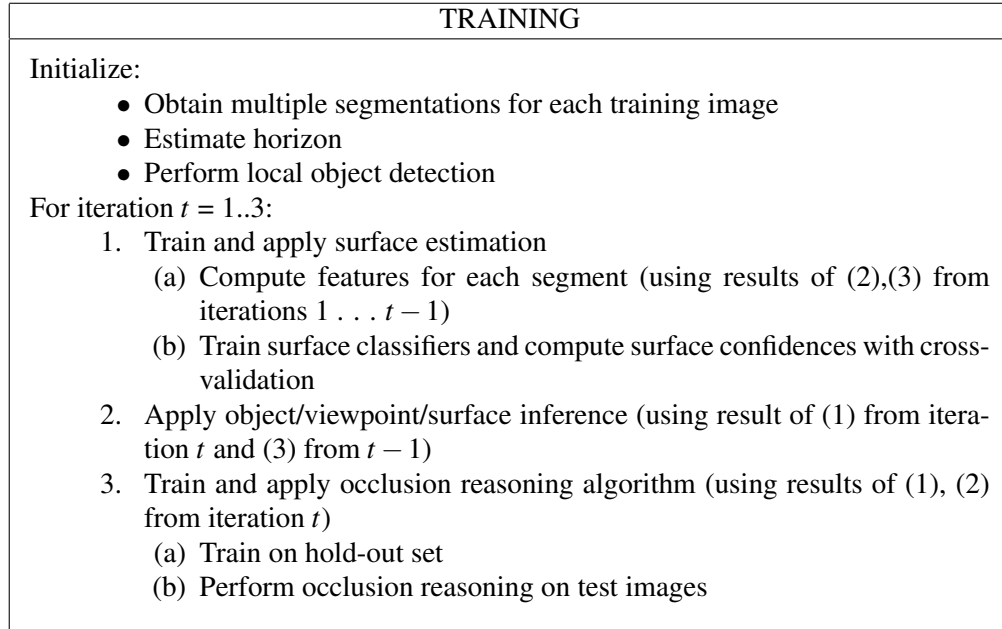 TRAINING
Initialize:
• Obtain multiple segmentations for each training image
• Estimate horizon
• Perform local object detection
For iteration t = 1..3:
1. Train and apply surface estimation
(a) Compute features for each segment (using results of (2),(3) from
iterations 1 . . . t − 1)
(b) Train surface classifiers and compute surface confidences with cross-
validation
2. Apply object/viewpoint/surface inference (using result of (1) from itera-
tion t and (3) from t − 1)
3. Train and apply occlusion reasoning algorithm (using results of (1), (2)
from iteration t)
(a) Train on hold-out set
(b) Perform occlusion reasoning on test images